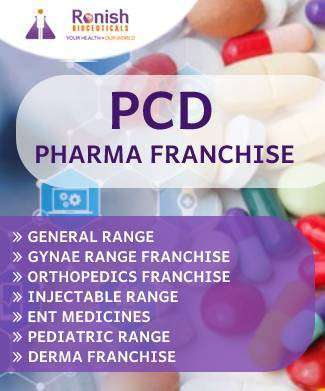 Ronish
BIOCEUTICALS
YOUR HEALTH • OUR WORLD
PCD
PHARMA FRANCHISE
» GENERAL RANGE
» GYNAE RANGE FRANCHISE
» ORTHOPEDICS FRANCHISE
» INJECTABLE RANGE
» ENT MEDICINES
» PEDIATRIC RANGE
» DERMA FRANCHISE